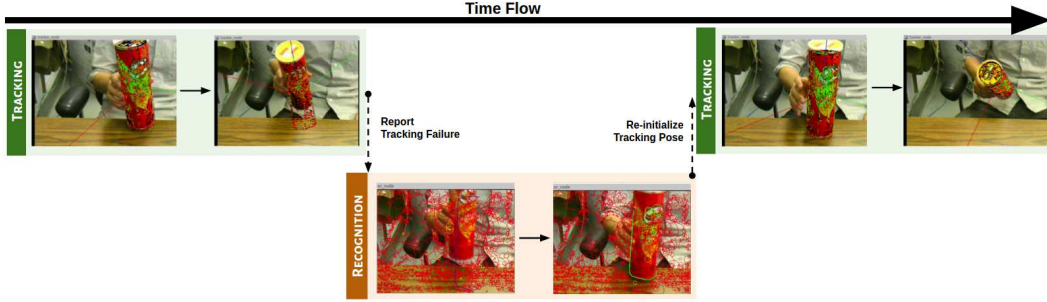 Time Flow
TRACKING
Report
Tracking Failure
RECOGNITION
Re-initialize
Tracking Pose
TRACKING